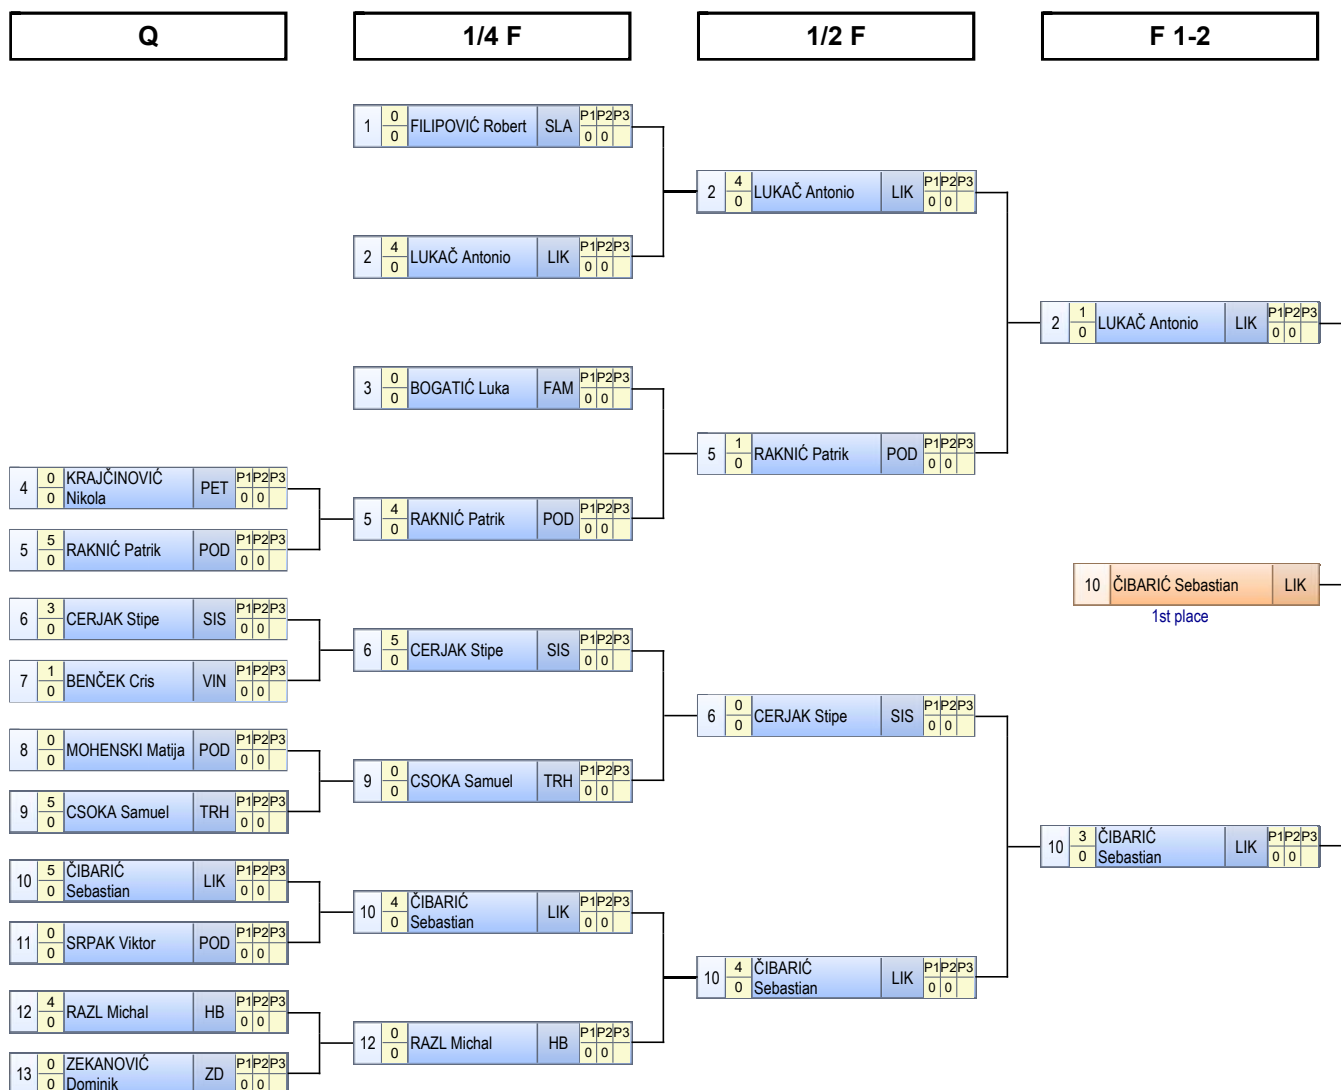 Q
1/4 F
1/2 F
F 1-2
1 0 FILIPOVIĆ Robert SLA P1 P2 P3
0 0 0
2 4 LUKAČ Antonio LIK P1 P2 P3
0 0 0
2 4 LUKAČ Antonio LIK P1 P2 P3
0 0 0
2 1 LUKAČ Antonio LIK P1 P2 P3
0 0 0
3 0 BOGATIĆ Luka FAM P1 P2 P3
0 0 0
5 1 RAKNIĆ Patrik POD P1 P2 P3
0 0 0
4 0 KRAJČINOVIĆ PET P1 P2 P3
0 Nikola 0 0
5 4 RAKNIĆ Patrik POD P1 P2 P3
0 0 0
5 5 RAKNIĆ Patrik POD P1 P2 P3
0 0 0
10 ČIBARIĆ Sebastian LIK
1st place
6 3 CERJAK Stipe SIS P1 P2 P3
0 0 0
6 5 CERJAK Stipe SIS P1 P2 P3
0 0 0
7 1 BENČEK Cris VIN P1 P2 P3
0 0 0
6 0 CERJAK Stipe SIS P1 P2 P3
0 0 0
8 0 MOHENSKI Matija POD P1 P2 P3
0 0 0
9 0 CSOKA Samuel TRH P1 P2 P3
0 0 0
9 5 CSOKA Samuel TRH P1 P2 P3
0 0 0
10 3 ČIBARIĆ LIK P1 P2 P3
0 Sebastian 0 0
10 5 ČIBARIĆ LIK P1 P2 P3
0 Sebastian 0 0
10 4 ČIBARIĆ LIK P1 P2 P3
0 Sebastian 0 0
11 0 SRPAK Viktor POD P1 P2 P3
0 0 0
10 4 ČIBARIĆ LIK P1 P2 P3
0 Sebastian 0 0
12 4 RAZL Michal HB P1 P2 P3
0 0 0
12 0 RAZL Michal HB P1 P2 P3
0 0 0
13 0 ZEKANOVIĆ ZD P1 P2 P3
0 Dominik 0 0